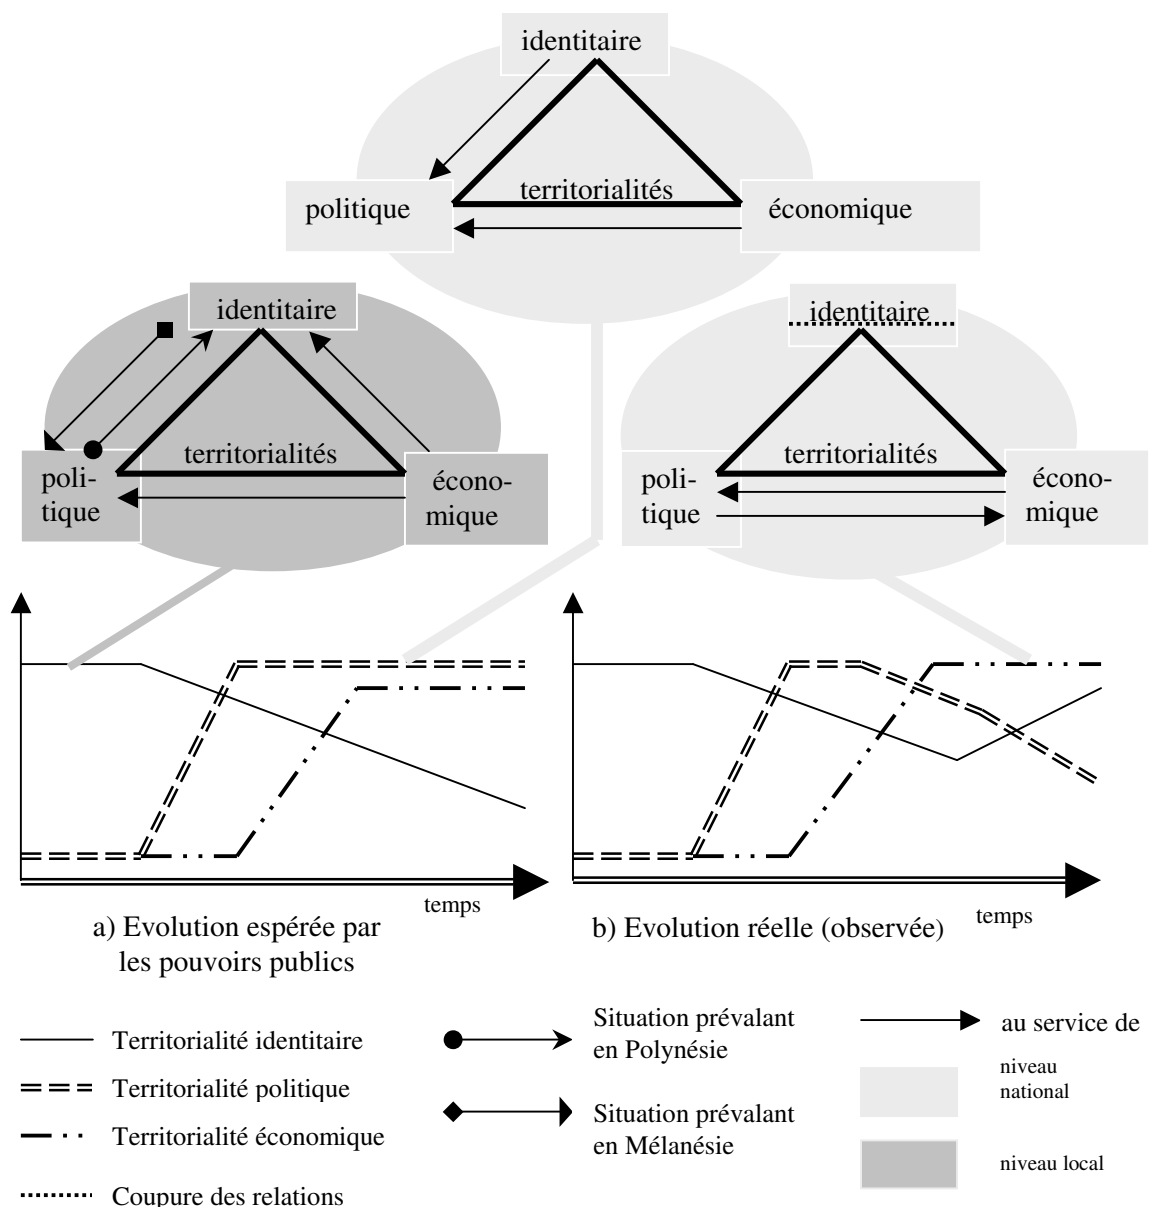 identitaire
territorialités
politique
économique
identitaire
territorialités
poli-
tique
écono-
mique
identitaire
territorialités
poli-
tique
écono-
mique
temps
a) Evolution espérée par
les pouvoirs publics
temps
b) Evolution réelle (observée)
Territorialité identitaire
Territorialité politique
Territorialité économique
Coupure des relations
Situation prévalant
en Polynésie
Situation prévalant
en Mélanésie
au service de
niveau
national
niveau local